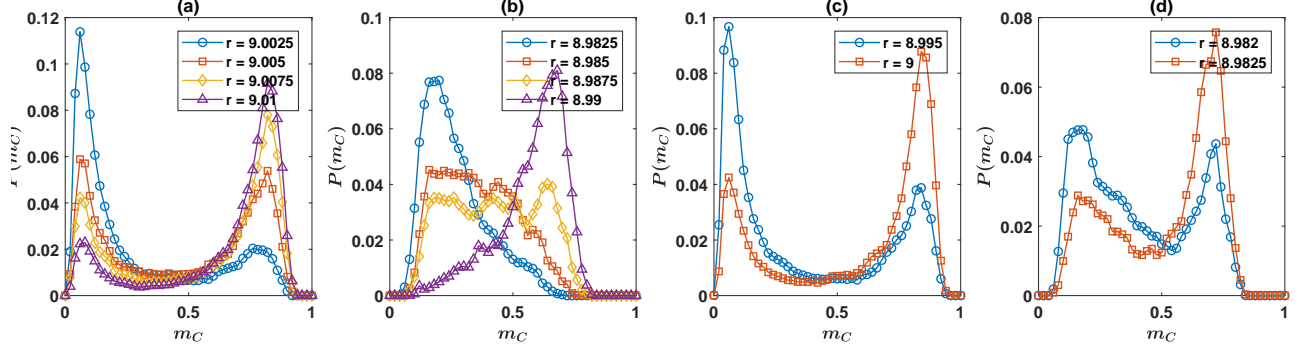 (a)
P(m_C)
0.12
0.1
0.08
0.06
0.04
0.02
0
r = 9.0025
r = 9.005
r = 9.0075
r = 9.01
0
0.5
1
m_C
(b)
P(m_C)
0.1
0.08
0.06
0.04
0.02
0
r = 8.9825
r = 8.985
r = 8.9875
r = 8.99
0
0.5
1
m_C
(c)
P(m_C)
0.1
0.08
0.06
0.04
0.02
0
r = 8.995
r = 9
0
0.5
1
m_C
(d)
P(m_C)
0.08
0.06
0.04
0.02
0
r = 8.982
r = 8.9825
0
0.5
1
m_C